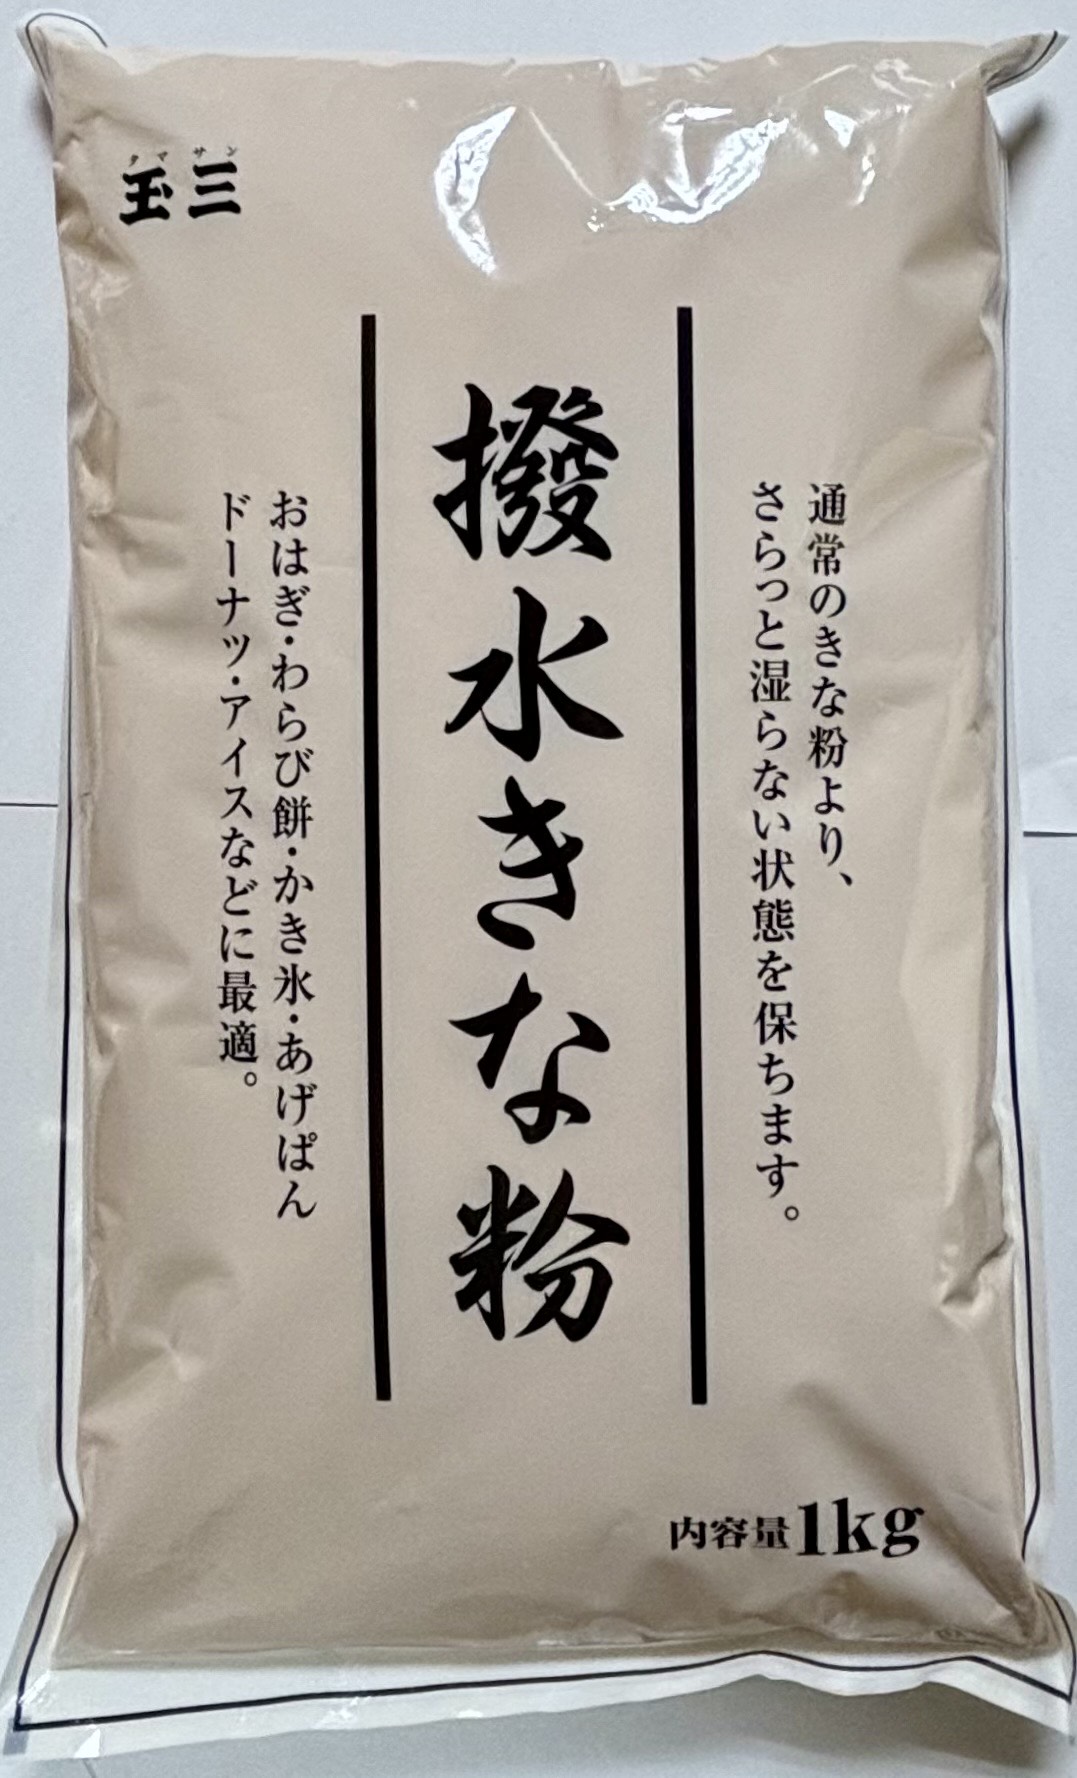 タマサン
玉三
通常のきな粉より、
さらっと湿らない状態を保ちます。
撥水きな粉
おはぎ・わらび餅・かき氷・あげぱん
ドーナツ・アイスなどに最適。
内容量1kg